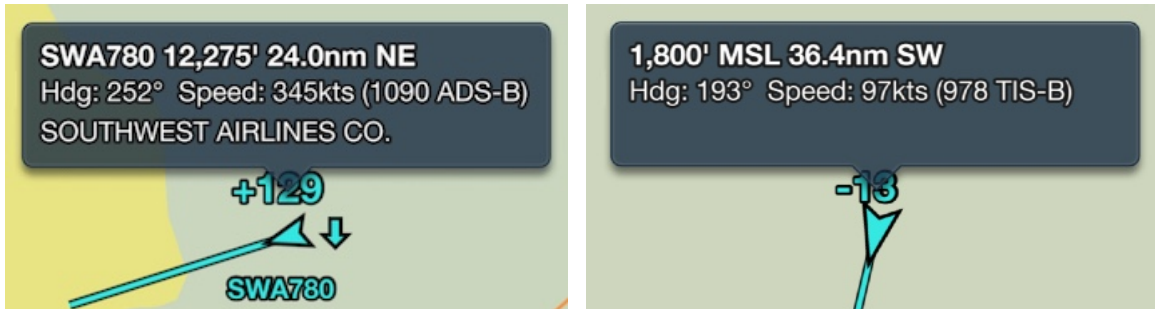 SWA780 12,275' 24.0nm NE
Hdg: 252° Speed: 345kts (1090 ADS-B)
SOUTHWEST AIRLINES CO.
+129
SWA780
1,800' MSL 36.4nm SW
Hdg: 193° Speed: 97kts (978 TIS-B)
-13